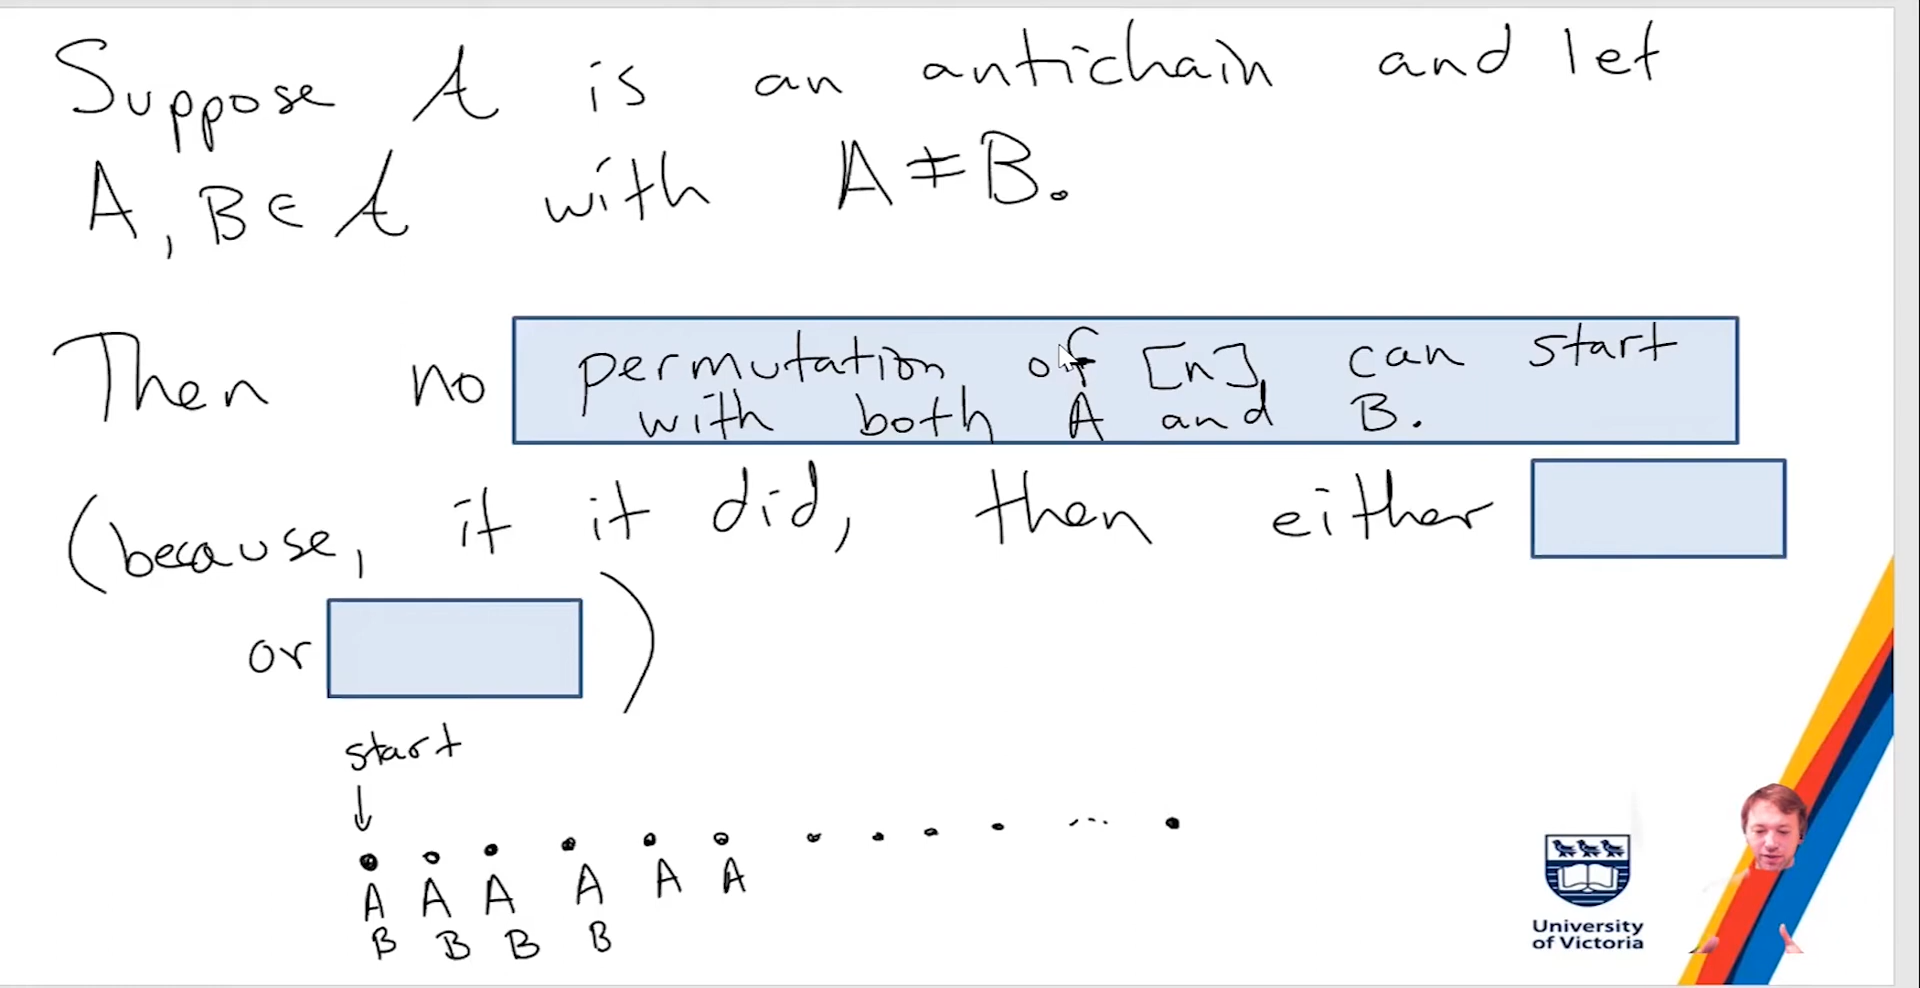 Suppose 𝒜 is an antichain and let
A, B ∈ 𝒜 with A ≠ B.
Then no permutation of [n] can start
with both A and B.
(because, if it did, then either
or )
start
↓
• • • • • • • • • • ... •
A A A A A A
B B B B
University
of Victoria